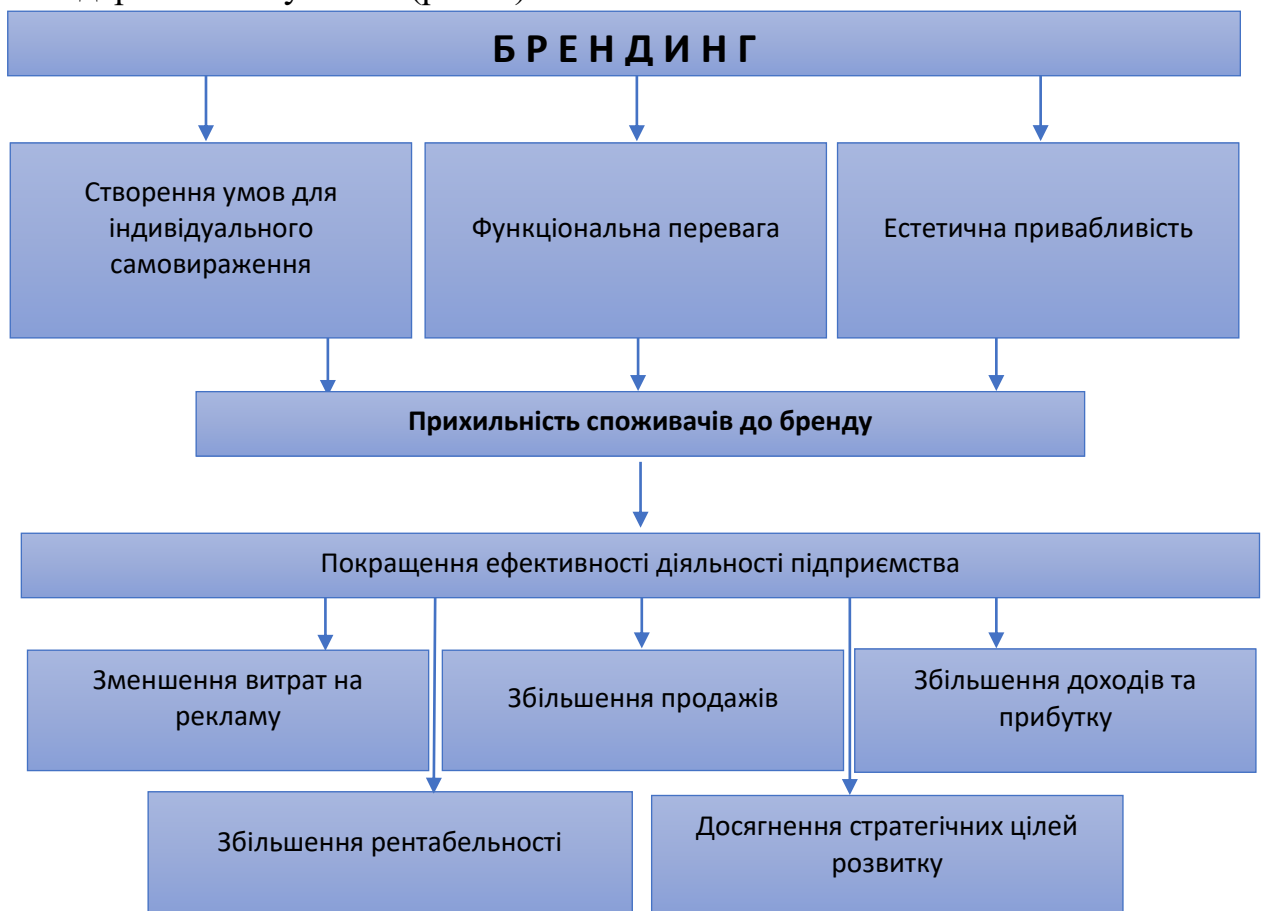 Б Р Е Н Д И Н Г
Створення умов для
індивідуального
самовираження
Функціональна перевага
Естетична привабливість
Прихильність споживачів до бренду
Покращення ефективності діяльності підприємства
Зменшення витрат на
рекламу
Збільшення продажів
Збільшення доходів та
прибутку
Збільшення рентабельності
Досягнення стратегічних цілей
розвитку